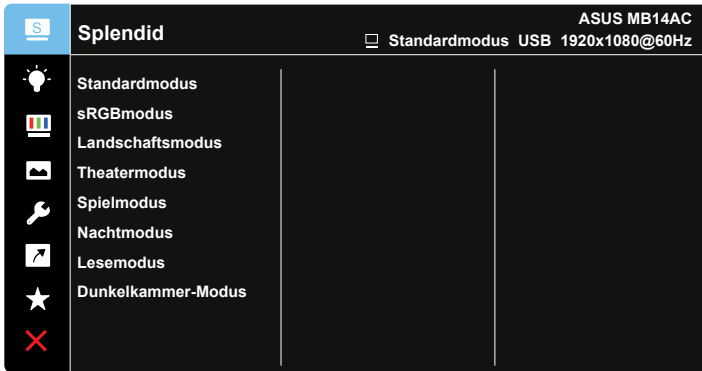 S
Splendid
ASUS MB14AC
Standardmodus USB 1920x1080@60Hz
Standardmodus
sRGBmodus
Landschaftsmodus
Theatermodus
Spielmodus
Nachtmodus
Lesemodus
Dunkelkammer-Modus